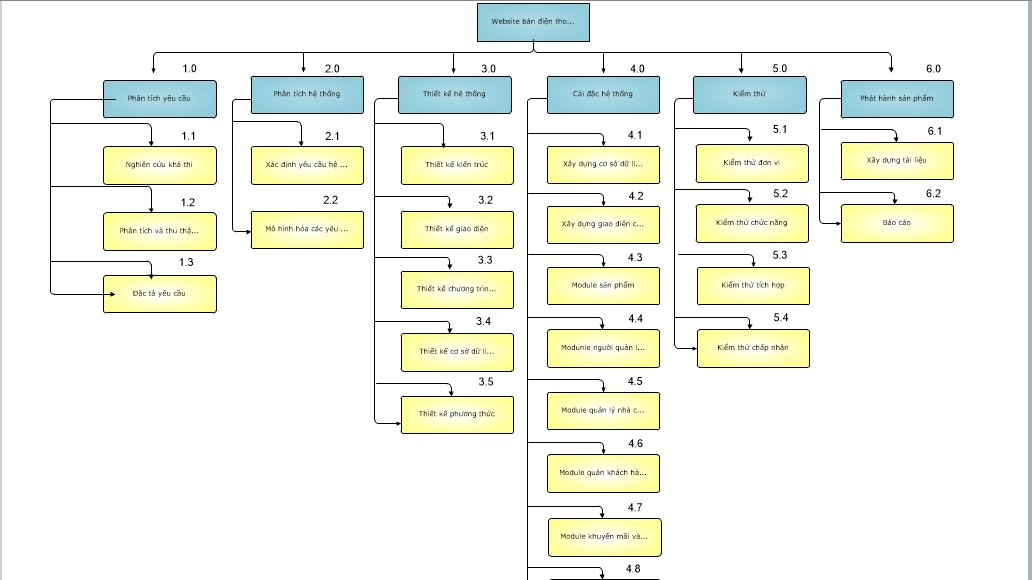 Website bán điện tho...
1.0
Phân tích yêu cầu
1.1
Nghiên cứu khả thi
1.2
Phân tích và thu thậ...
1.3
Đặc tả yêu cầu
2.0
Phân tích hệ thống
2.1
Xác định yêu cầu hệ ...
2.2
Mô hình hóa các yêu ...
3.0
Thiết kế hệ thống
3.1
Thiết kế kiến trúc
3.2
Thiết kế giao diện
3.3
Thiết kế chương trìn...
3.4
Thiết kế cơ sở dữ li...
3.5
Thiết kế phương thức
4.0
Cài đặc hệ thống
4.1
Xây dựng cơ sở dữ li...
4.2
Xây dựng giao diện c...
4.3
Module sản phẩm
4.4
Modunle người quản l...
4.5
Module quản lý nhà c...
4.6
Module quản khách hà...
4.7
Module khuyến mãi và...
4.8
5.0
Kiểm thử
5.1
Kiểm thử đơn vị
5.2
Kiểm thử chức năng
5.3
Kiểm thử tích hợp
5.4
Kiểm thử chấp nhân
6.0
Phát hành sản phẩm
6.1
Xây dựng tài liệu
6.2
Báo cáo